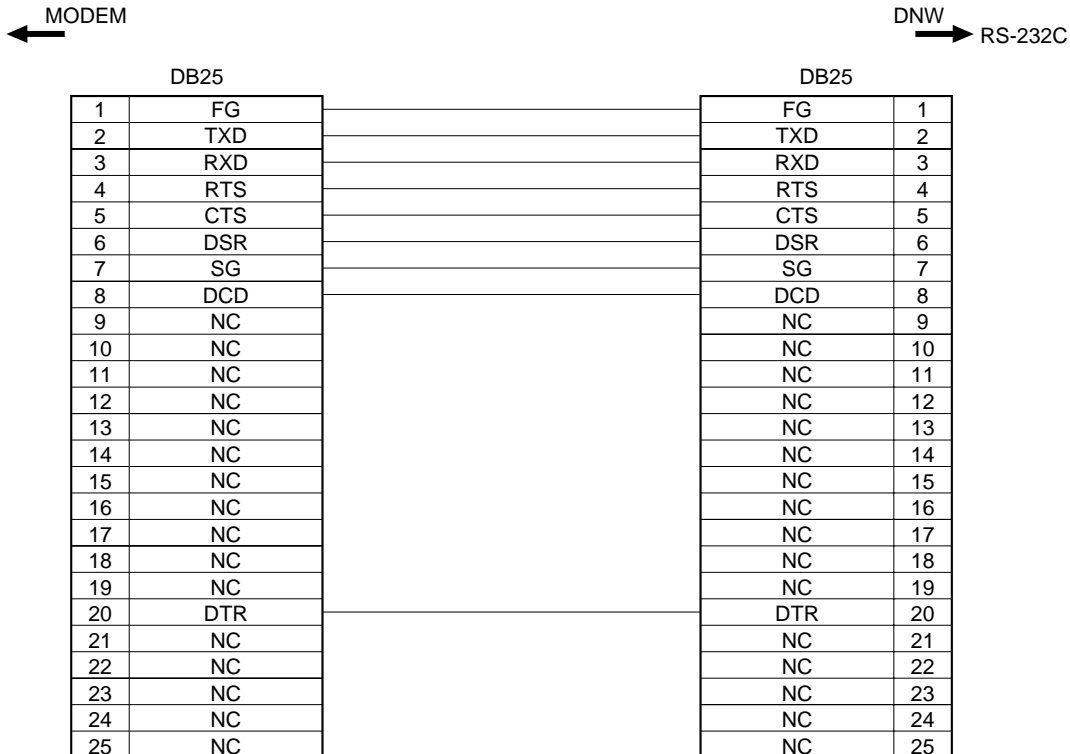 MODEM DNW
RS-232C
DB25 DB25
1 FG FG 1
2 TXD TXD 2
3 RXD RXD 3
4 RTS RTS 4
5 CTS CTS 5
6 DSR DSR 6
7 SG SG 7
8 DCD DCD 8
9 NC NC 9
10 NC NC 10
11 NC NC 11
12 NC NC 12
13 NC NC 13
14 NC NC 14
15 NC NC 15
16 NC NC 16
17 NC NC 17
18 NC NC 18
19 NC NC 19
20 DTR DTR 20
21 NC NC 21
22 NC NC 22
23 NC NC 23
24 NC NC 24
25 NC NC 25